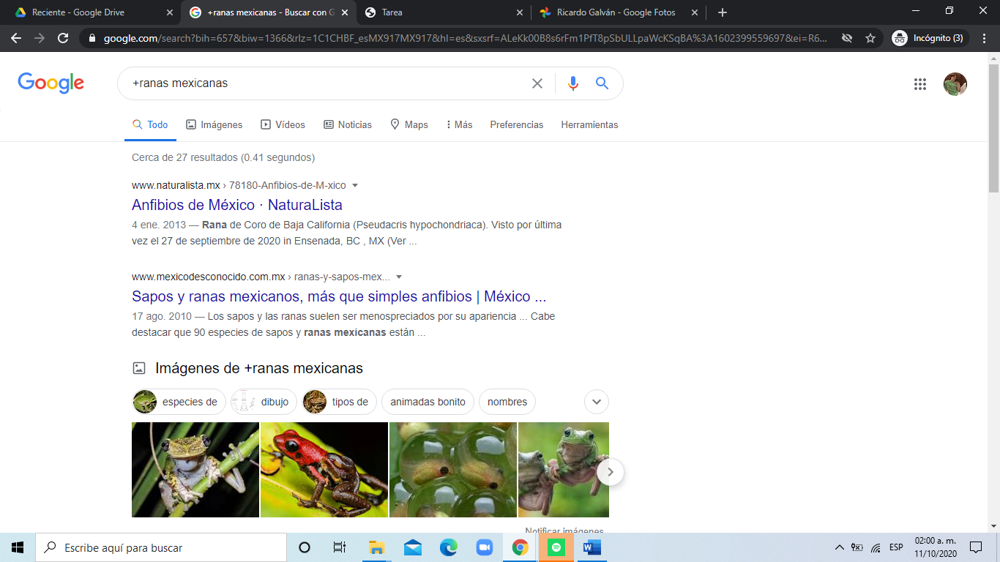 Reciente - Google Drive
+ranas mexicanas - Buscar con G
Tarea
Ricardo Galván - Google Fotos
google.com/search?bih=657&biw=1366&rlz=1C1CHBF_esMX917MX917&hl=es&sxsrf=ALeKk00B8s6rFm1PfT8pSbULLpaWcKSqBA%3A1602399559697&ei=R6...
Incógnito (3)
Google
+ranas mexicanas
Todo
Imágenes
Vídeos
Noticias
Maps
Más
Preferencias
Herramientas
Cerca de 27 resultados (0.41 segundos)
www.naturalista.mx › 78180-Anfibios-de-M-xico
Anfibios de México · NaturaLista
4 ene. 2013 — Rana de Coro de Baja California (Pseudacris hypochondriaca). Visto por última
vez el 27 de septiembre de 2020 in Ensenada, BC , MX (Ver ...
www.mexicodesconocido.com.mx › ranas-y-sapos-mex...
Sapos y ranas mexicanos, más que simples anfibios | México ...
17 ago. 2010 — Los sapos y las ranas suelen ser menospreciados por su apariencia ... Cabe
destacar que 90 especies de sapos y ranas mexicanas están ...
Imágenes de +ranas mexicanas
especies de
dibujo
tipos de
animadas bonito
nombres
Notificar imágenes
Escribe aquí para buscar
ESP
02:00 a. m.
11/10/2020